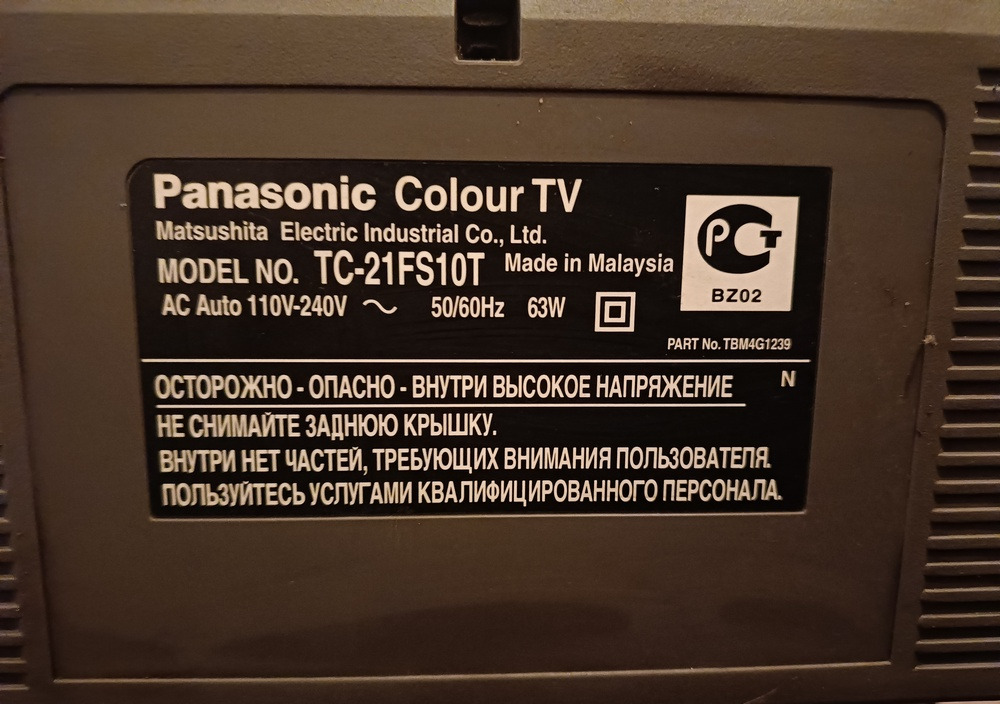 Panasonic Colour TV
Matsushita Electric Industrial Co., Ltd.
MODEL NO. TC-21FS10T Made in Malaysia
AC Auto 110V-240V ～ 50/60Hz 63W
РСТ
BZ02
PART No. TBM4G1239
ОСТОРОЖНО - ОПАСНО - ВНУТРИ ВЫСОКОЕ НАПРЯЖЕНИЕ N
НЕ СНИМАЙТЕ ЗАДНЮЮ КРЫШКУ.
ВНУТРИ НЕТ ЧАСТЕЙ, ТРЕБУЮЩИХ ВНИМАНИЯ ПОЛЬЗОВАТЕЛЯ.
ПОЛЬЗУЙТЕСЬ УСЛУГАМИ КВАЛИФИЦИРОВАННОГО ПЕРСОНАЛА.